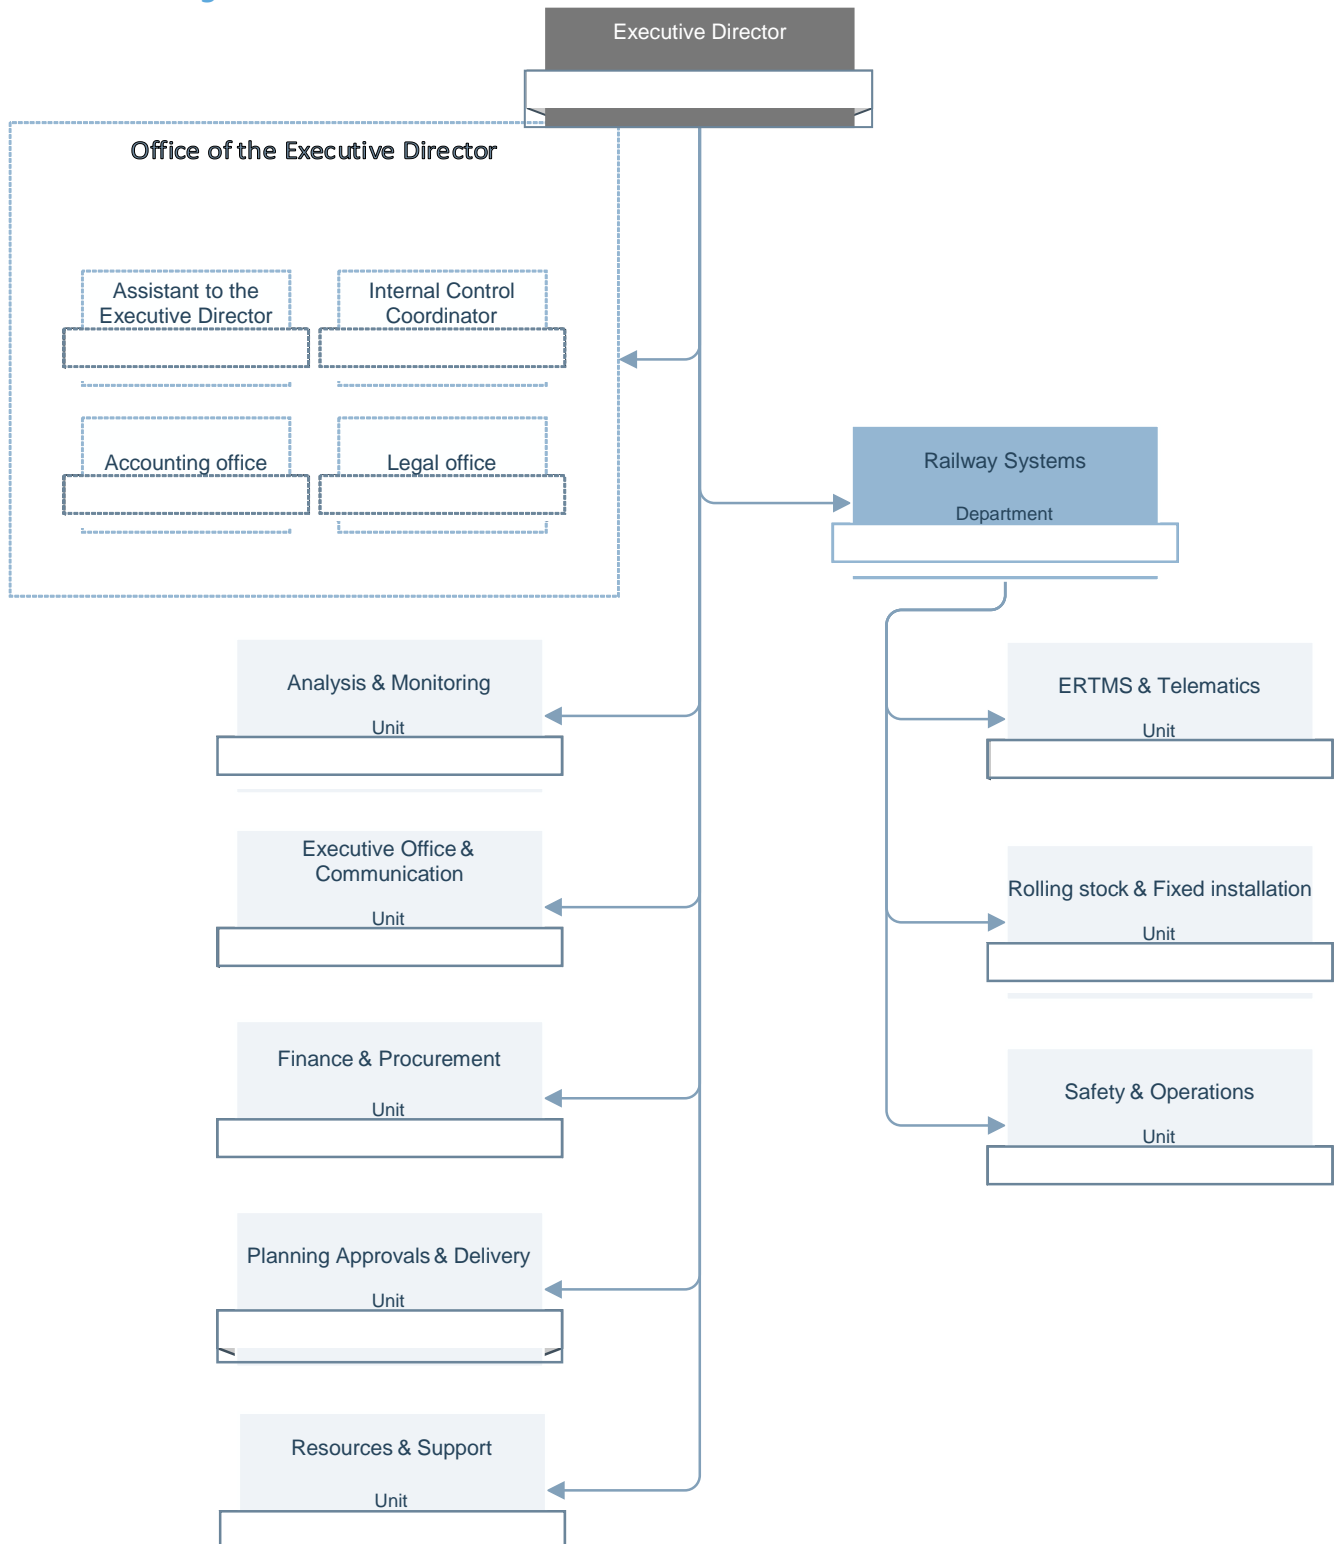 Executive Director
Office of the Executive Director
Assistant to the
Executive Director
Internal Control
Coordinator
Accounting office
Legal office
Railway Systems
Department
Analysis & Monitoring
Unit
ERTMS & Telematics
Unit
Executive Office &
Communication
Unit
Rolling stock & Fixed installation
Unit
Finance & Procurement
Unit
Safety & Operations
Unit
Planning Approvals & Delivery
Unit
Resources & Support
Unit